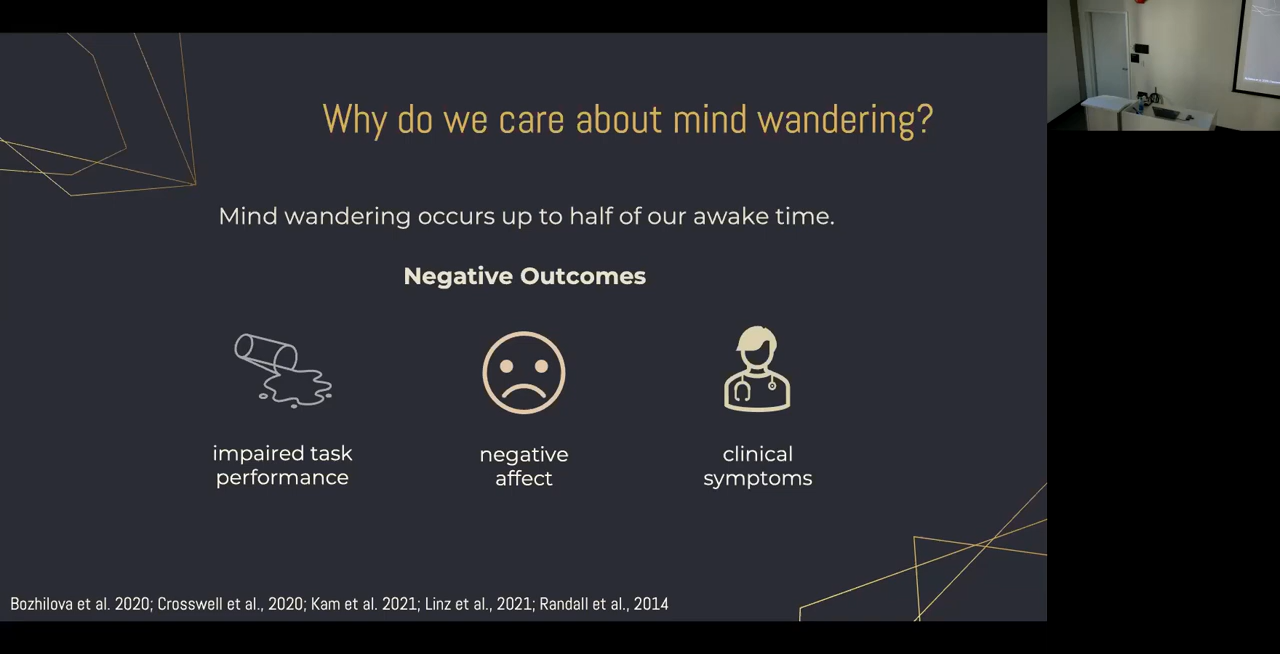 Why do we care about mind wandering?
Mind wandering occurs up to half of our awake time.
Negative Outcomes
impaired task
performance
negative
affect
clinical
symptoms
Bozhilova et al. 2020; Crosswell et al., 2020; Kam et al. 2021; Linz et al., 2021; Randall et al., 2014